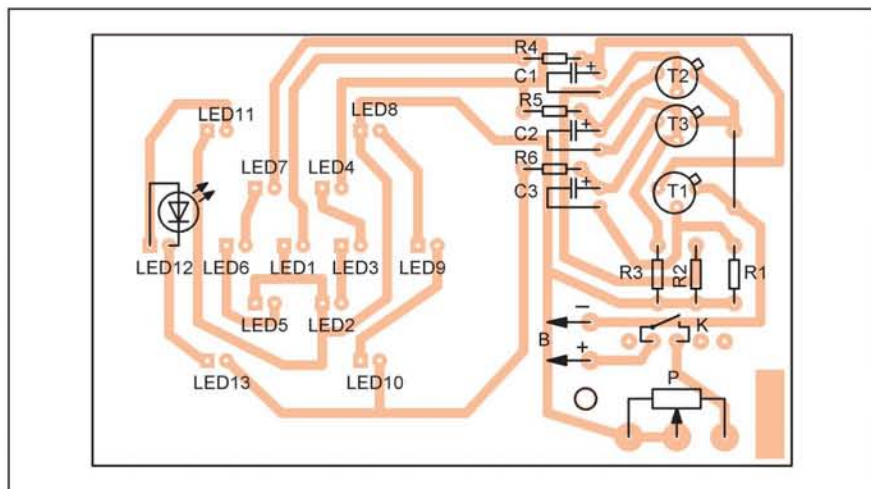 R4
C1
T2
R5
LED11
LED8
C2
T3
R6
LED7
LED4
C3
T1
LED12
LED6
LED1
LED3
LED9
R3
R2
R1
LED5
LED2
B
K
LED13
LED10
P
+
+
+
−
+